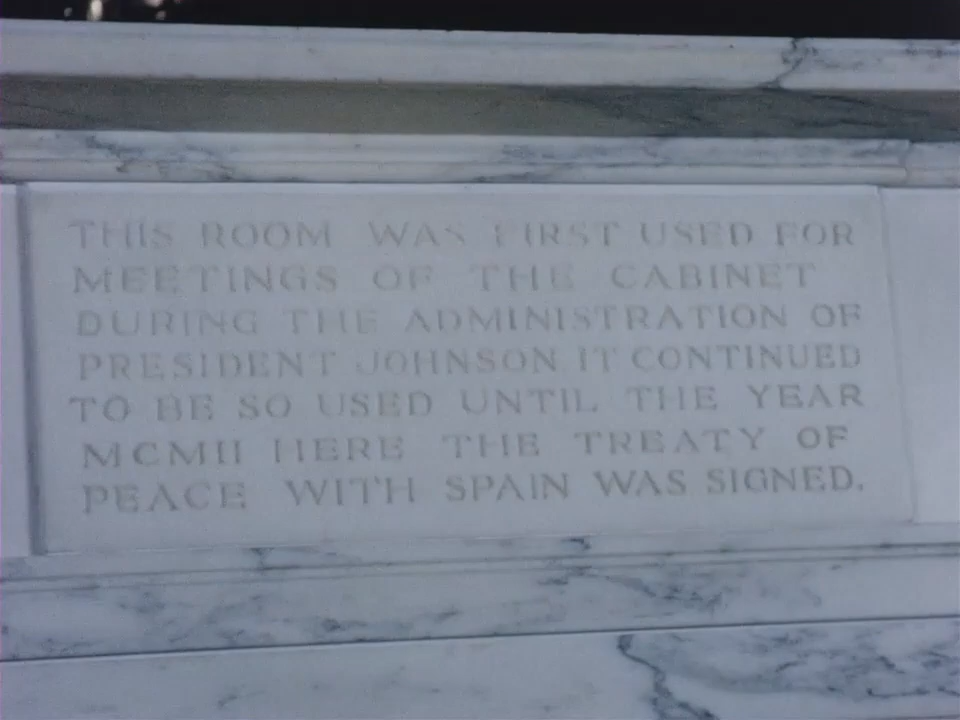 THIS ROOM WAS FIRST USED FOR
MEETINGS OF THE CABINET
DURING THE ADMINISTRATION OF
PRESIDENT JOHNSON IT CONTINUED
TO BE SO USED UNTIL THE YEAR
MCMII HERE THE TREATY OF
PEACE WITH SPAIN WAS SIGNED.